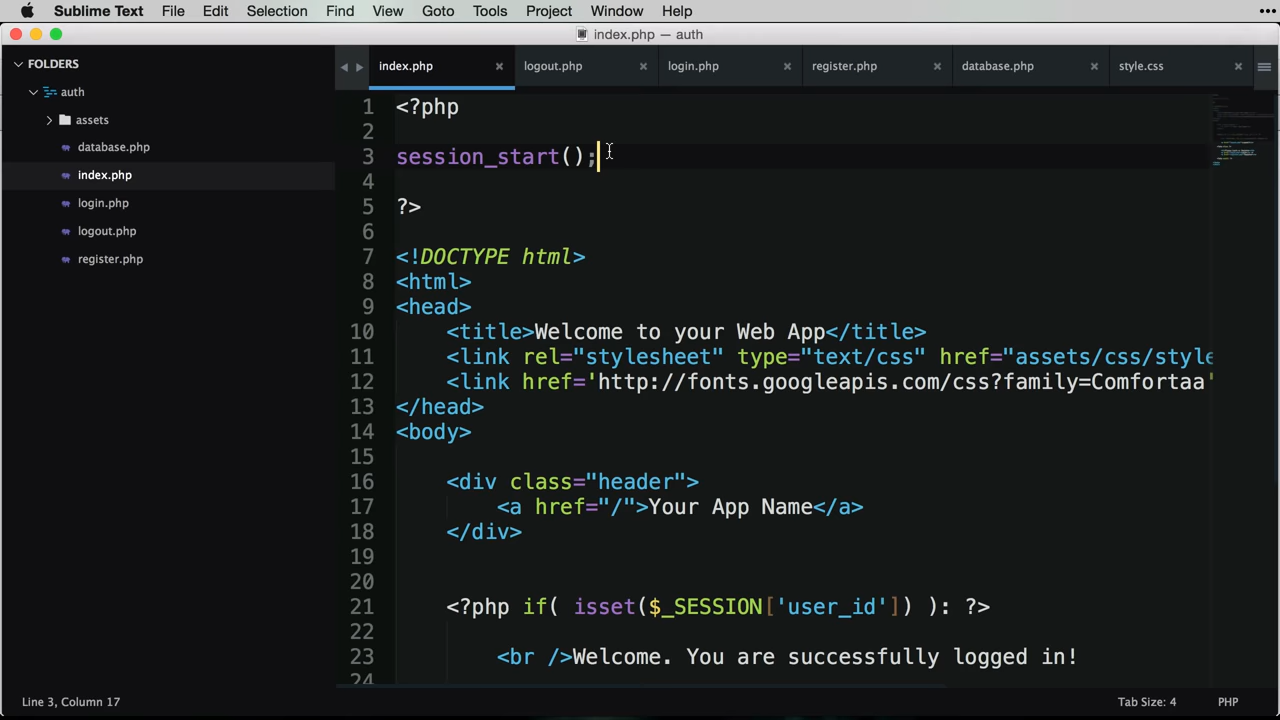 Sublime Text File Edit Selection Find View Goto Tools Project Window Help
index.php — auth
FOLDERS
auth
assets
database.php
index.php
login.php
logout.php
register.php
index.php logout.php login.php register.php database.php style.css
1 <?php
2
3 session_start();
4
5 ?>
6
7 <!DOCTYPE html>
8 <html>
9 <head>
10 <title>Welcome to your Web App</title>
11 <link rel="stylesheet" type="text/css" href="assets/css/style
12 <link href='http://fonts.googleapis.com/css?family=Comfortaa'
13 </head>
14 <body>
15
16 <div class="header">
17 <a href="/">Your App Name</a>
18 </div>
19
20
21 <?php if( isset($_SESSION['user_id']) ): ?>
22
23 <br />Welcome. You are successfully logged in!
24
Line 3, Column 17 Tab Size: 4 PHP